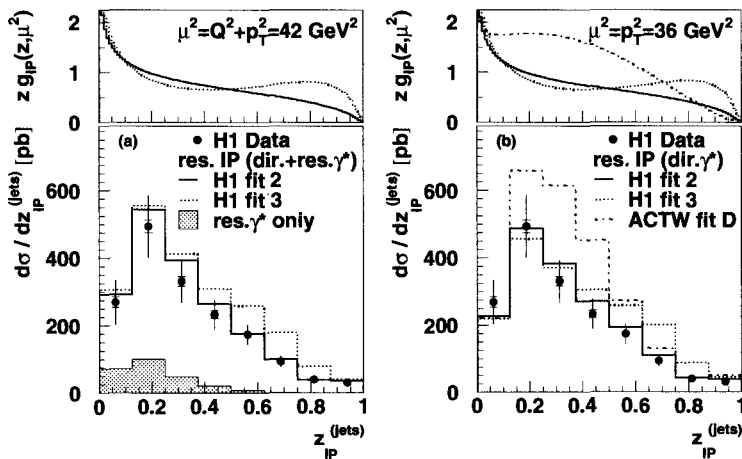 μ²=Q²+p_T²=42 GeV²
z g_IP(z,μ²)
2
1
0
(a)
H1 Data
res. IP (dir.+res.γ*)
H1 fit 2
H1 fit 3
res.γ* only
dσ / dz_IP^(jets) [pb]
600
400
200
0
0 0.2 0.4 0.6 0.8 1
z_IP^(jets)
μ²=p_T²=36 GeV²
z g_IP(z,μ²)
2
1
0
(b)
H1 Data
res. IP (dir.γ*)
H1 fit 2
H1 fit 3
ACTW fit D
dσ / dz_IP^(jets) [pb]
600
400
200
0
0 0.2 0.4 0.6 0.8 1
z_IP^(jets)